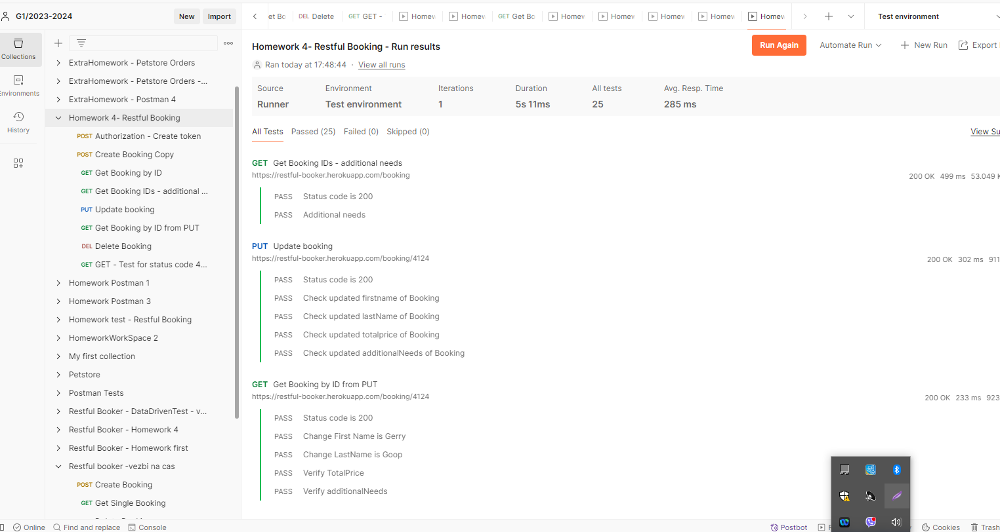 G1/2023-2024
New
Import
et Bo
DEL Delete
GET GET -
Homew
Homew
GET Get Bo
Homew
Homew
Homew
Homew
Homew
Test environment
Collections
Environments
History
ExtraHomework - Petstore Orders
ExtraHomework - Petstore Orders -...
ExtraHomework - Postman 4
Homework 4- Restful Booking
POST Authorization - Create token
POST Create Booking Copy
GET Get Booking by ID
GET Get Booking IDs - additional ...
PUT Update booking
GET Get Booking by ID from PUT
DEL Delete Booking
GET GET - Test for status code 4...
Homework Postman 1
Homework Postman 3
Homework test - Restful Booking
HomeworkWorkSpace 2
My first collection
Petstore
Postman Tests
Restful Booker - DataDrivenTest - v...
Restful Booker - Homework 4
Restful Booker - Homework first
Restful booker -vezbi na cas
POST Create Booking
GET Get Single Booking
Homework 4- Restful Booking - Run results
Run Again
Automate Run
New Run
Export
Ran today at 17:48:44 · View all runs
Source Environment Iterations Duration All tests Avg. Resp. Time
Runner Test environment 1 5s 11ms 25 285 ms
All Tests Passed (25) Failed (0) Skipped (0) View Su
GET Get Booking IDs - additional needs
https://restful-booker.herokuapp.com/booking
200 OK 499 ms 53.049 K
PASS Status code is 200
PASS Additional needs
PUT Update booking
https://restful-booker.herokuapp.com/booking/4124
200 OK 302 ms 911
PASS Status code is 200
PASS Check updated firstname of Booking
PASS Check updated lastName of Booking
PASS Check updated totalprice of Booking
PASS Check updated additionalNeeds of Booking
GET Get Booking by ID from PUT
https://restful-booker.herokuapp.com/booking/4124
200 OK 233 ms 923
PASS Status code is 200
PASS Change First Name is Gerry
PASS Change LastName is Goop
PASS Verify TotalPrice
PASS Verify additionalNeeds
Online Find and replace Console
Postbot
Cookies
Trash